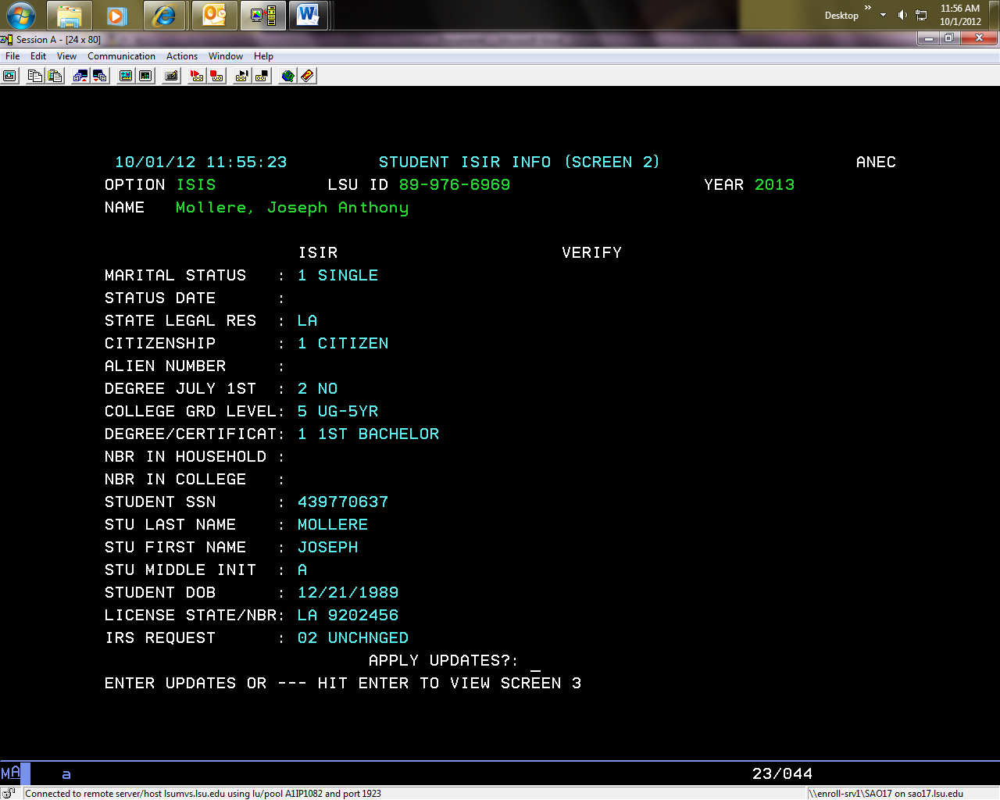 Desktop »
11:56 AM
10/1/2012
Session A - [24 x 80]
File Edit View Communication Actions Window Help
10/01/12 11:55:23 STUDENT ISIR INFO (SCREEN 2) ANEC
OPTION ISIS LSU ID 89-976-6969 YEAR 2013
NAME Mollere, Joseph Anthony
ISIR VERIFY
MARITAL STATUS : 1 SINGLE
STATUS DATE :
STATE LEGAL RES : LA
CITIZENSHIP : 1 CITIZEN
ALIEN NUMBER :
DEGREE JULY 1ST : 2 NO
COLLEGE GRD LEVEL: 5 UG-5YR
DEGREE/CERTIFICAT: 1 1ST BACHELOR
NBR IN HOUSEHOLD :
NBR IN COLLEGE :
STUDENT SSN : 439770637
STU LAST NAME : MOLLERE
STU FIRST NAME : JOSEPH
STU MIDDLE INIT : A
STUDENT DOB : 12/21/1989
LICENSE STATE/NBR: LA 9202456
IRS REQUEST : 02 UNCHNGED
APPLY UPDATES?: _
ENTER UPDATES OR --- HIT ENTER TO VIEW SCREEN 3
MA a 23/044
Connected to remote server/host lsumvs.lsu.edu using lu/pool A1IP1082 and port 1923 \\enroll-srv1\SAO17 on sao17.lsu.edu